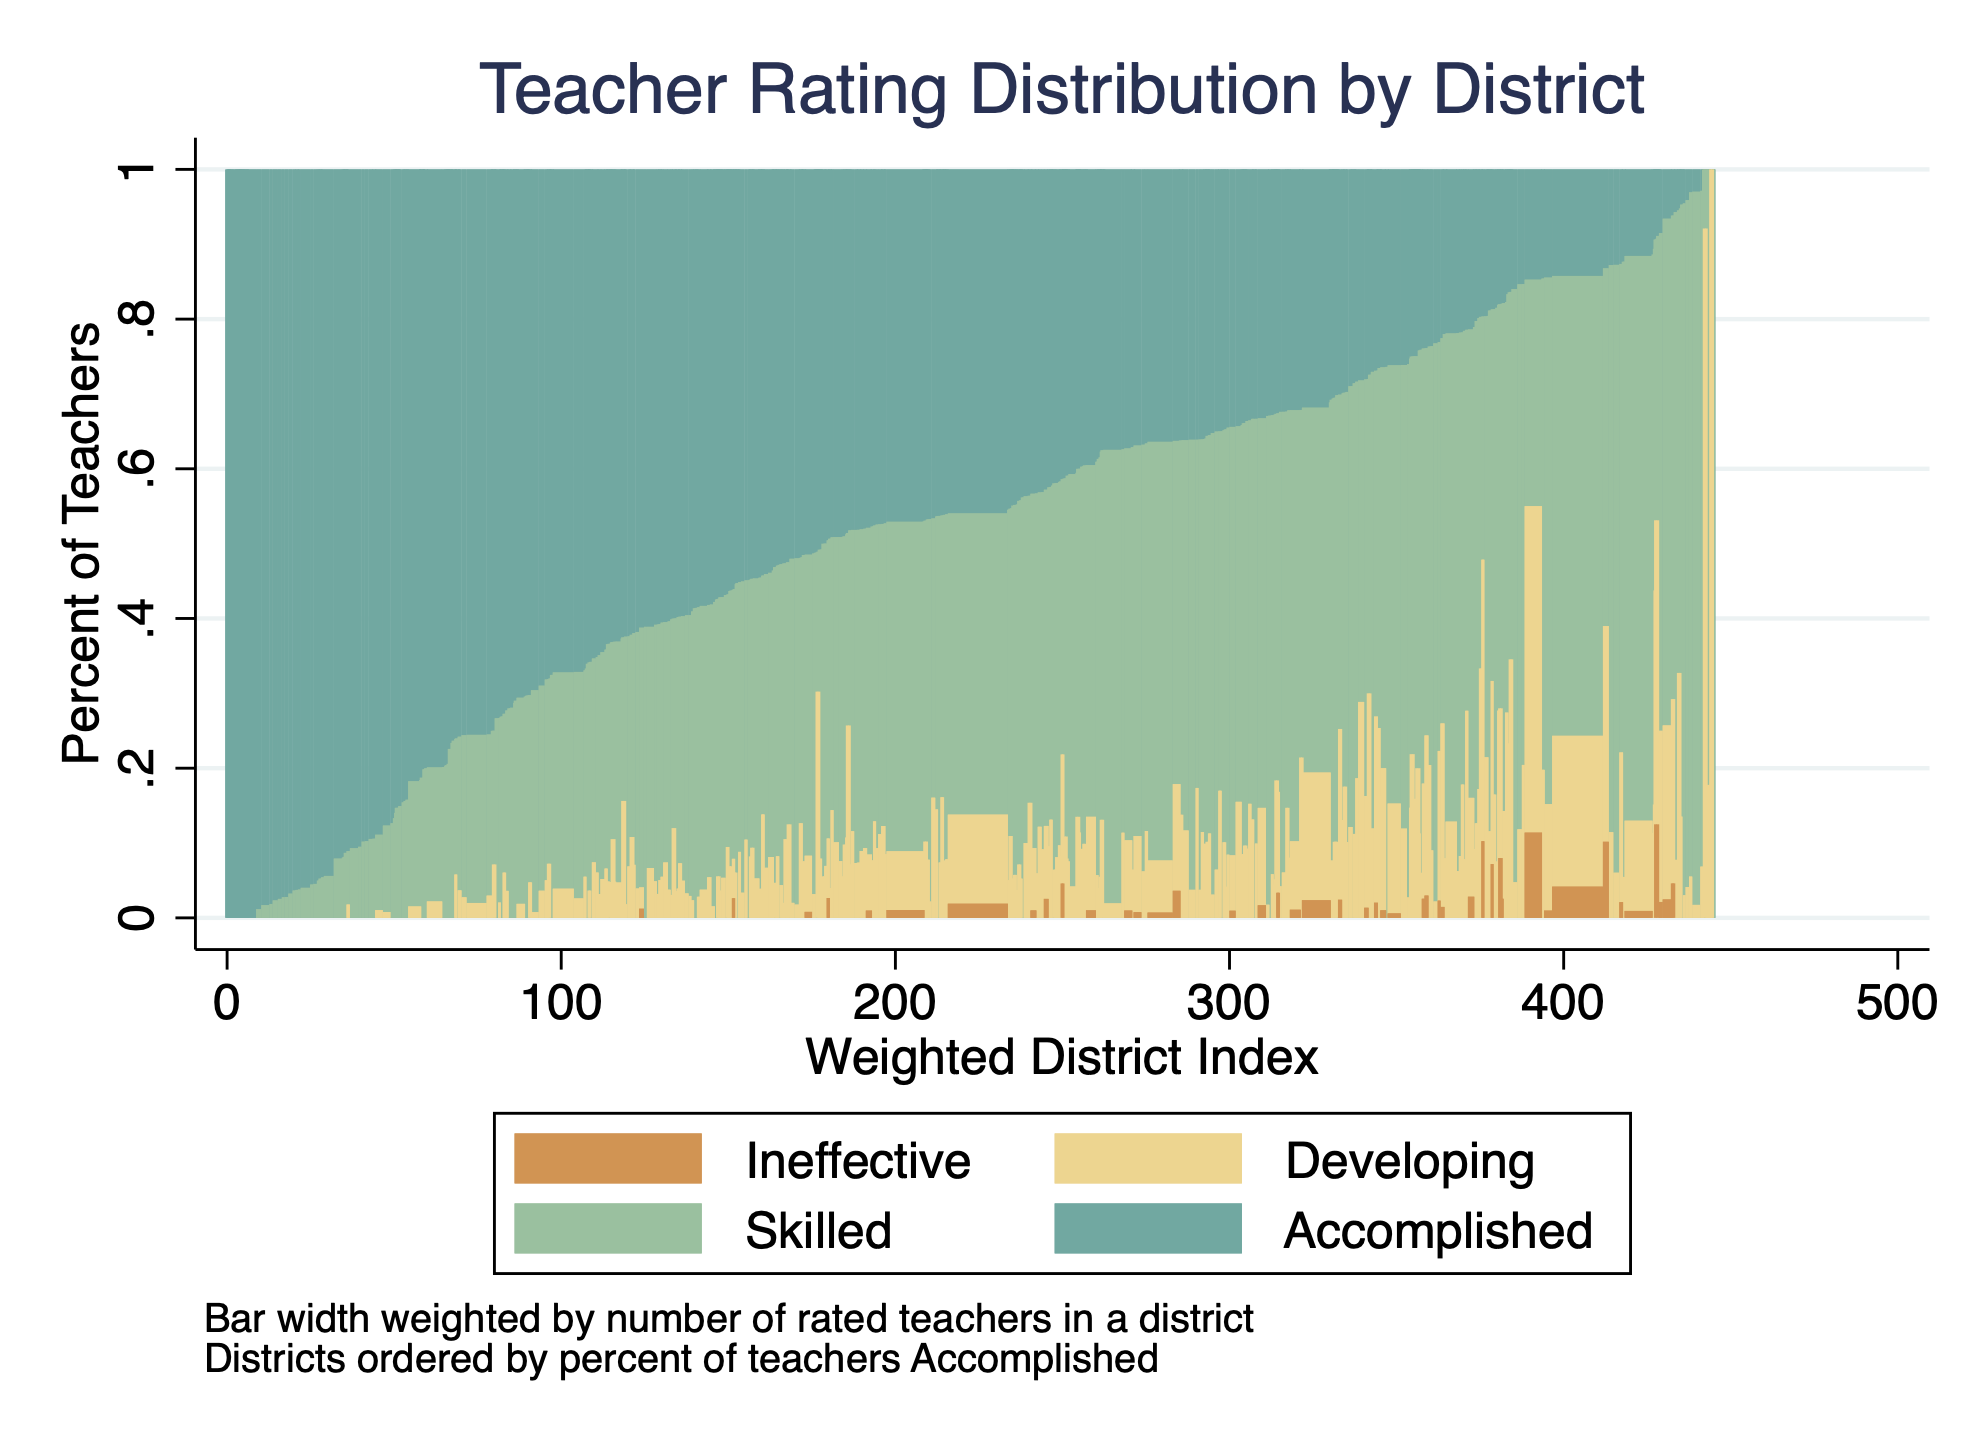 Teacher Rating Distribution by District
Percent of Teachers
1
.8
.6
.4
.2
0
0 100 200 300 400 500
Weighted District Index
Ineffective Developing
Skilled Accomplished
Bar width weighted by number of rated teachers in a district
Districts ordered by percent of teachers Accomplished